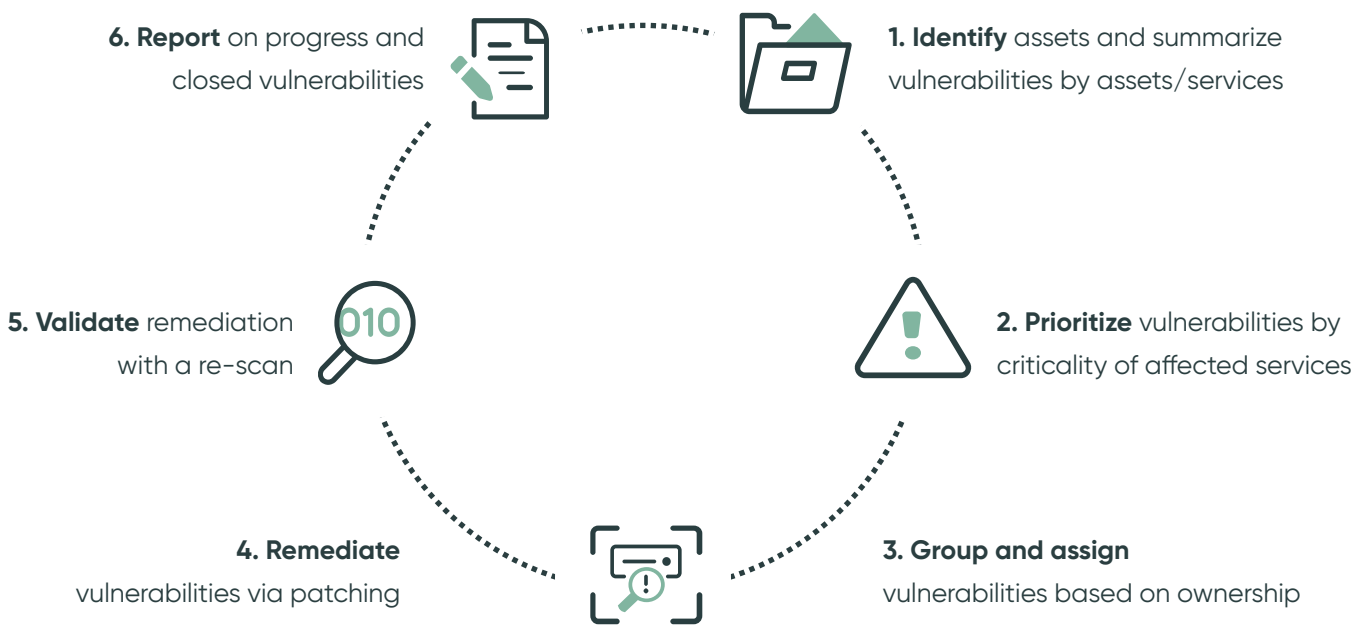 1. Identify assets and summarize
vulnerabilities by assets/services
2. Prioritize vulnerabilities by
criticality of affected services
3. Group and assign
vulnerabilities based on ownership
4. Remediate
vulnerabilities via patching
5. Validate remediation
with a re-scan
010
6. Report on progress and
closed vulnerabilities